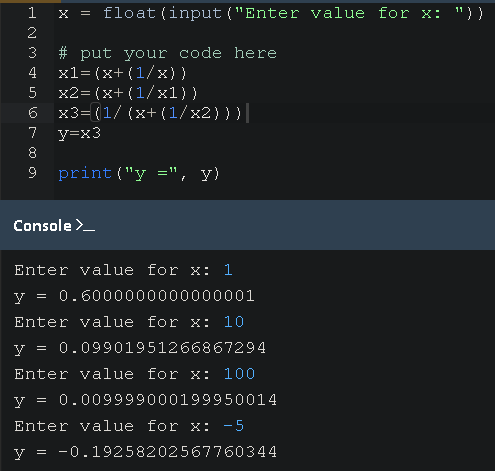 1 x = float(input("Enter value for x: "))
2
3 # put your code here
4 x1=(x+(1/x))
5 x2=(x+(1/x1))
6 x3=(1/(x+(1/x2)))
7 y=x3
8
9 print("y =", y)
Console >_
Enter value for x: 1
y = 0.6000000000000001
Enter value for x: 10
y = 0.09901951266867294
Enter value for x: 100
y = 0.009999000199950014
Enter value for x: -5
y = -0.19258202567760344